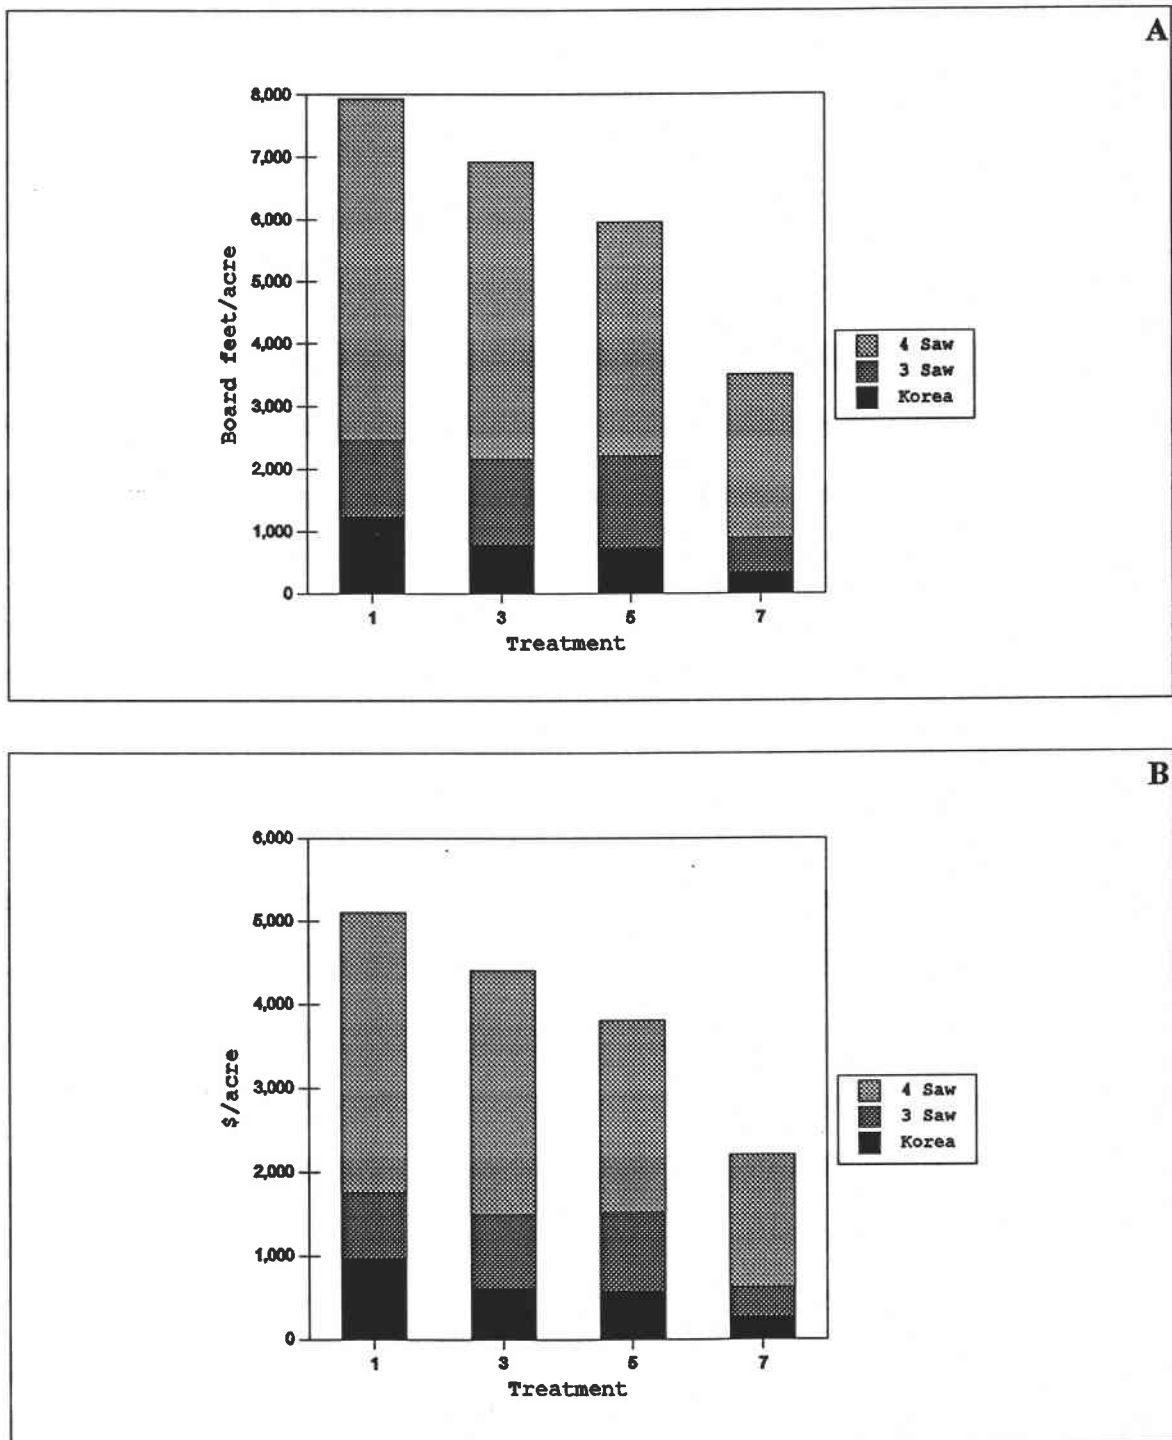 A
8,000
7,000
6,000
5,000
4,000
3,000
2,000
1,000
0
Board feet/acre
1 3 5 7
Treatment
4 Saw
3 Saw
Korea
B
6,000
5,000
4,000
3,000
2,000
1,000
0
$/acre
1 3 5 7
Treatment
4 Saw
3 Saw
Korea